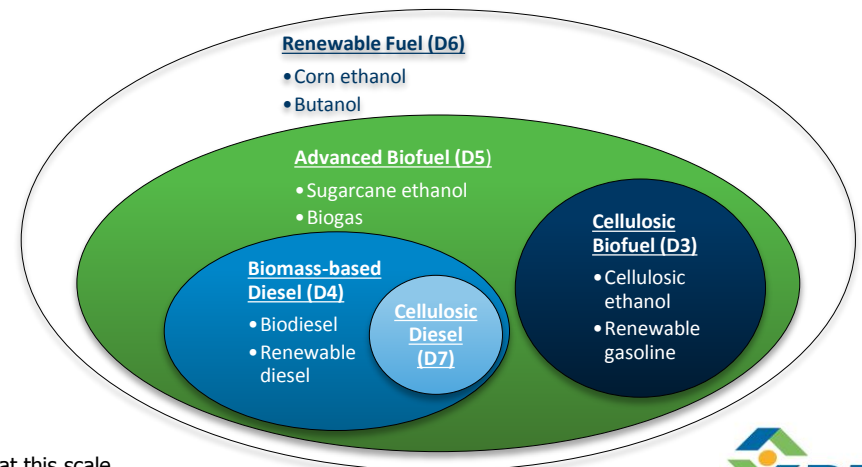 Renewable Fuel (D6)
•Corn ethanol
•Butanol
Advanced Biofuel (D5)
•Sugarcane ethanol
•Biogas
Biomass-based
Diesel (D4)
•Biodiesel
•Renewable
diesel
Cellulosic
Diesel
(D7)
Cellulosic
Biofuel (D3)
•Cellulosic
ethanol
•Renewable
gasoline
at this scale